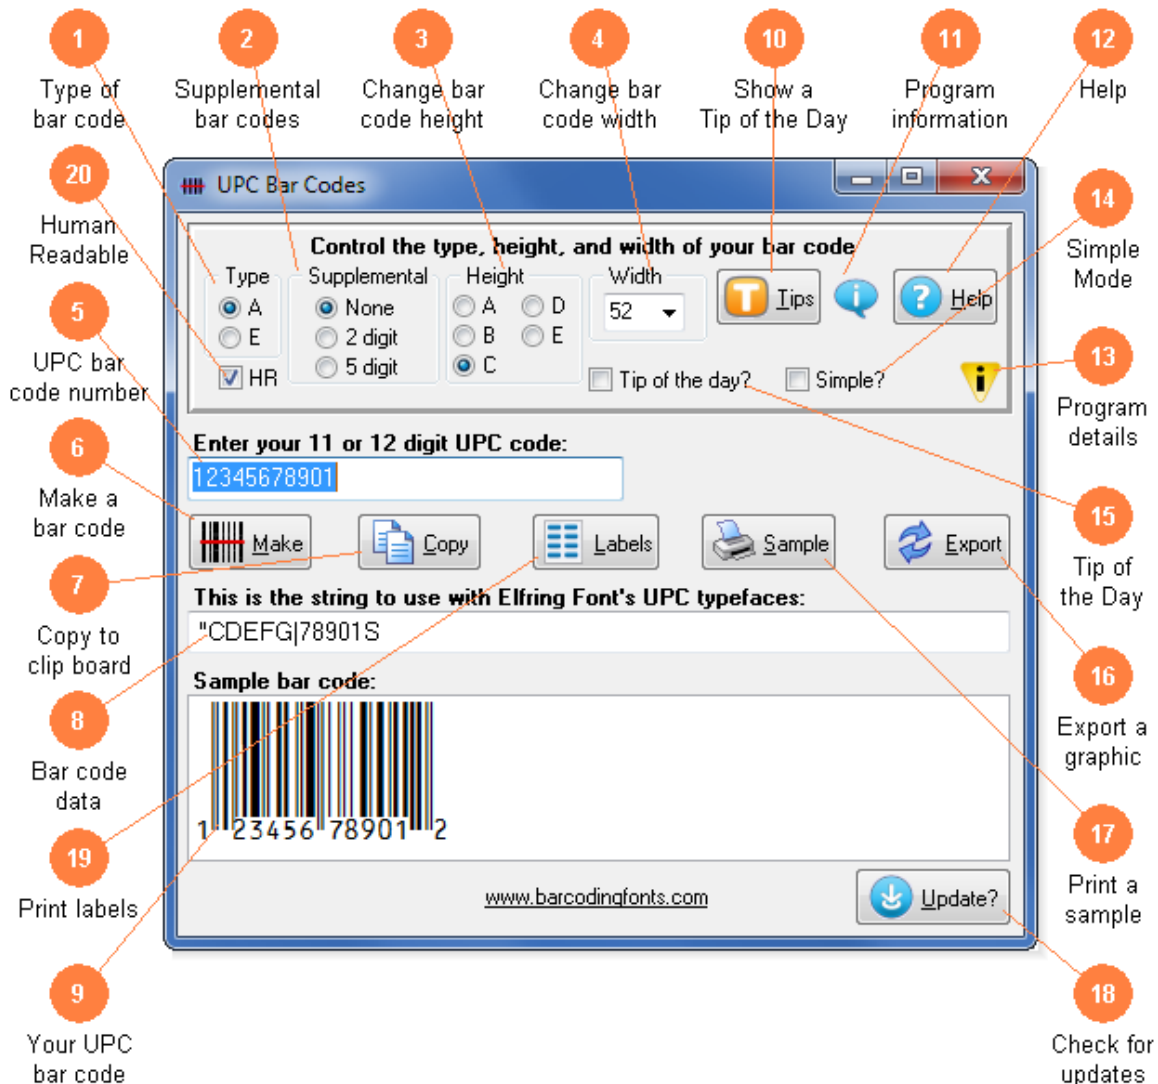 1
2
3
4
10
11
12
Type of
bar code
Supplemental
bar codes
Change bar
code height
Change bar
code width
Show a
Tip of the Day
Program
information
Help
20
Human
Readable
5
UPC bar
code number
6
Make a
bar code
7
Copy to
clip board
8
Bar code
data
19
Print labels
9
Your UPC
bar code
UPC Bar Codes
Control the type, height, and width of your bar code
Type
A
E
HR
Supplemental
None
2 digit
5 digit
Height
A
D
B
E
C
Width
52
T
Tips
i
?
Help
Tip of the day?
Simple?
i
Enter your 11 or 12 digit UPC code:
12345678901
Make
Copy
Labels
Sample
Export
This is the string to use with Elfring Font's UPC typefaces:
"CDEFG|78901S
Sample bar code:
1 23456 78901 2
www.barcodingfonts.com
Update?
14
Simple
Mode
13
Program
details
15
Tip of
the Day
16
Export a
graphic
17
Print a
sample
18
Check for
updates